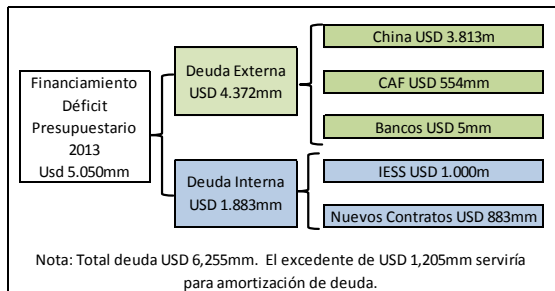 Financiamiento
Déficit
Presupuestario
2013
Usd 5.050mm
Deuda Externa
USD 4.372mm
China USD 3.813m
CAF USD 554mm
Bancos USD 5mm
Deuda Interna
USD 1.883mm
IESS USD 1.000m
Nuevos Contratos USD 883mm
Nota: Total deuda USD 6,255mm.  El excedente de USD 1,205mm serviría
para amortización de deuda.